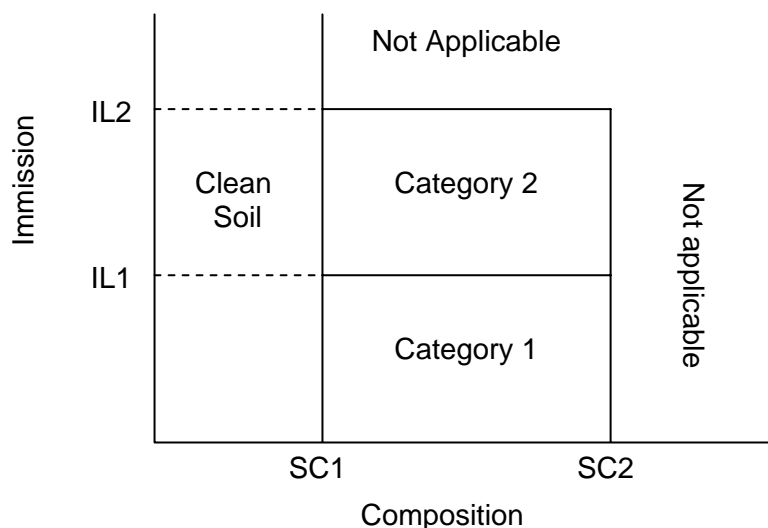 Not Applicable
IL2
Clean
Soil
Category 2
Immission
Not applicable
IL1
Category 1
SC1
SC2
Composition